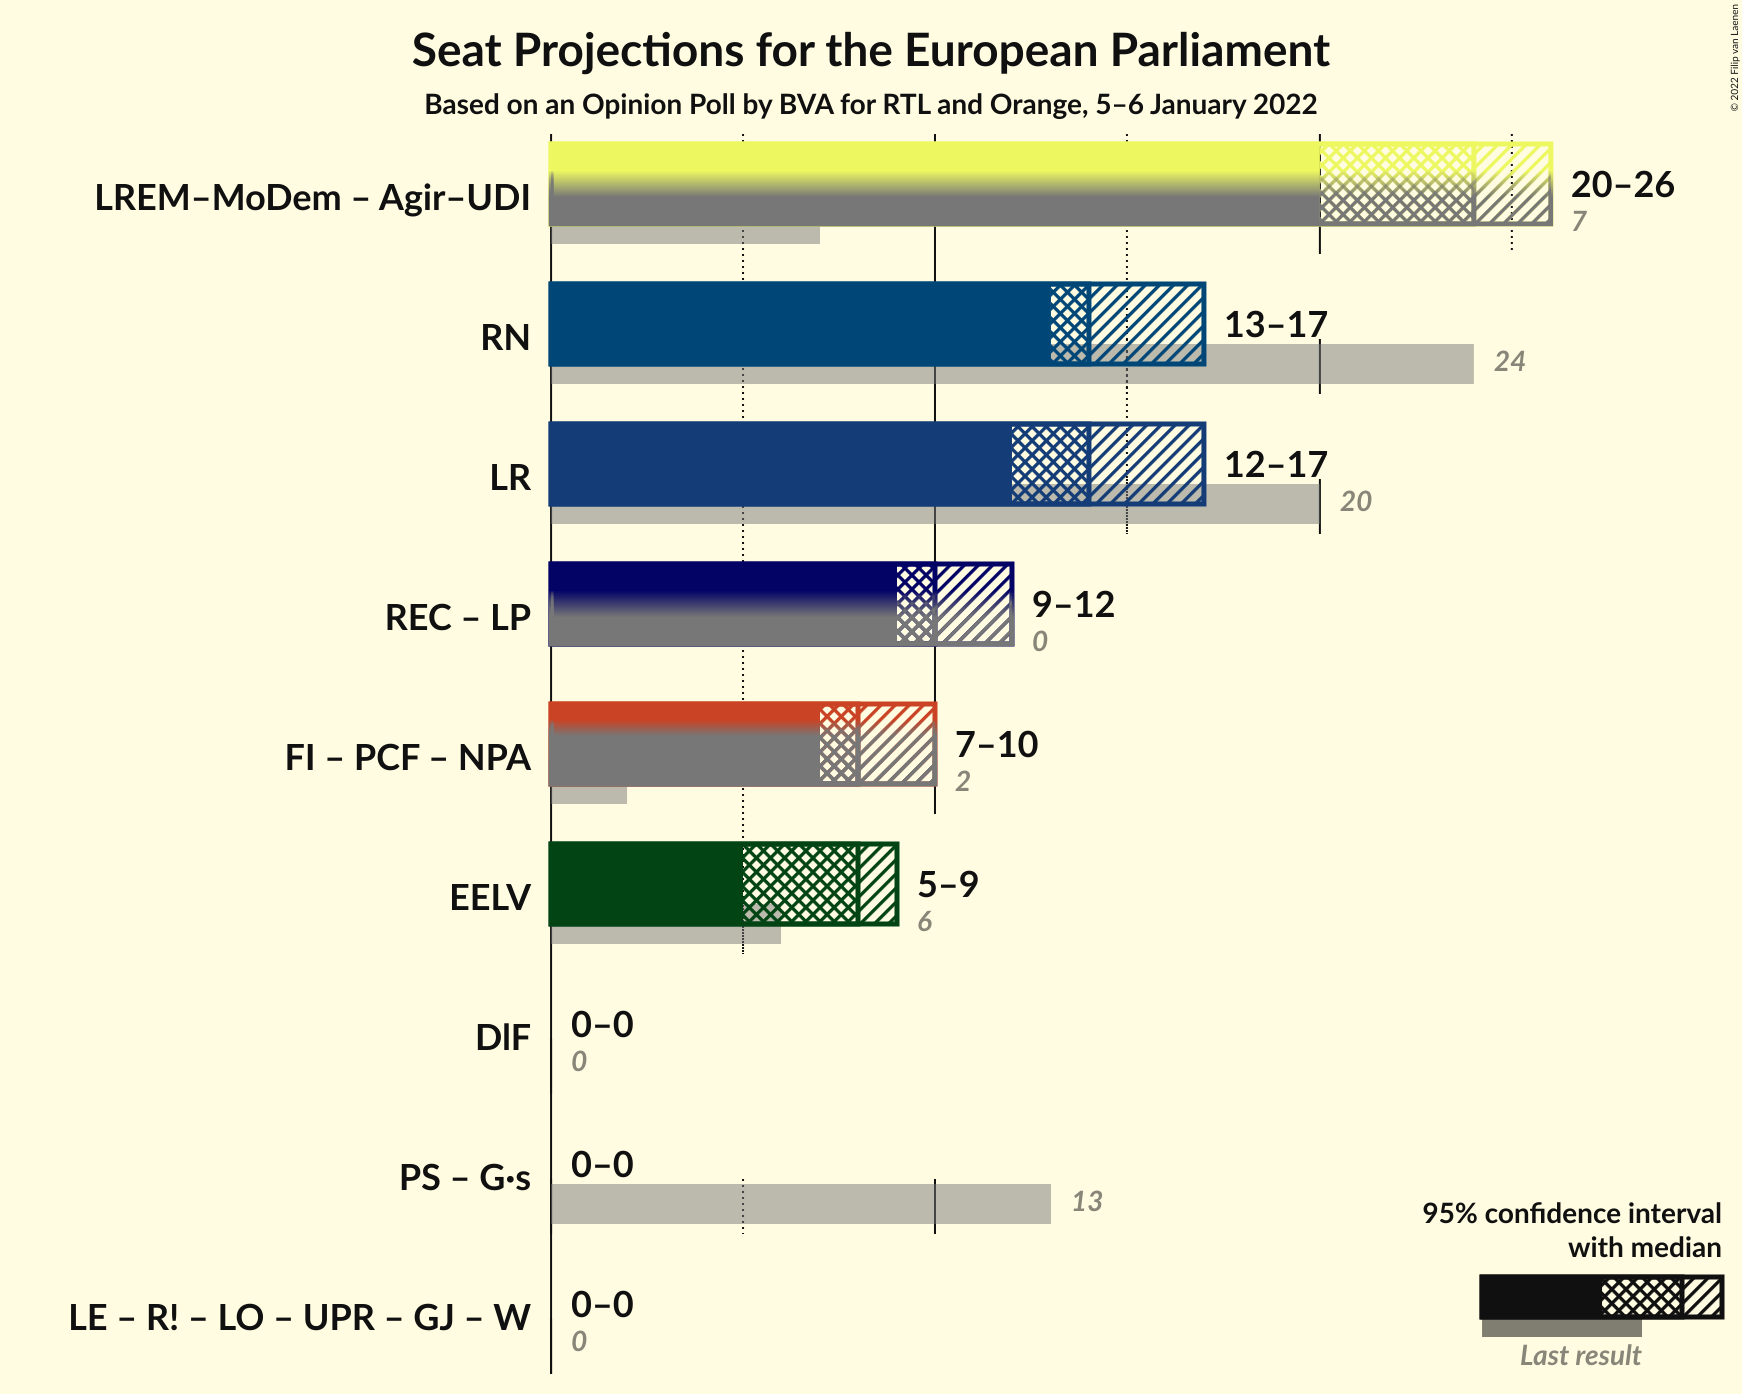 Seat Projections for the European Parliament
Based on an Opinion Poll by BVA for RTL and Orange, 5–6 January 2022
© 2022 Filip van Laenen
LREM–MoDem – Agir–UDI
20–26
7
RN
13–17
24
LR
12–17
20
REC – LP
9–12
0
FI – PCF – NPA
7–10
2
EELV
5–9
6
DlF
0–0
0
PS – G·s
0–0
13
LE – R! – LO – UPR – GJ – W
0–0
0
95% confidence interval
with median
Last result